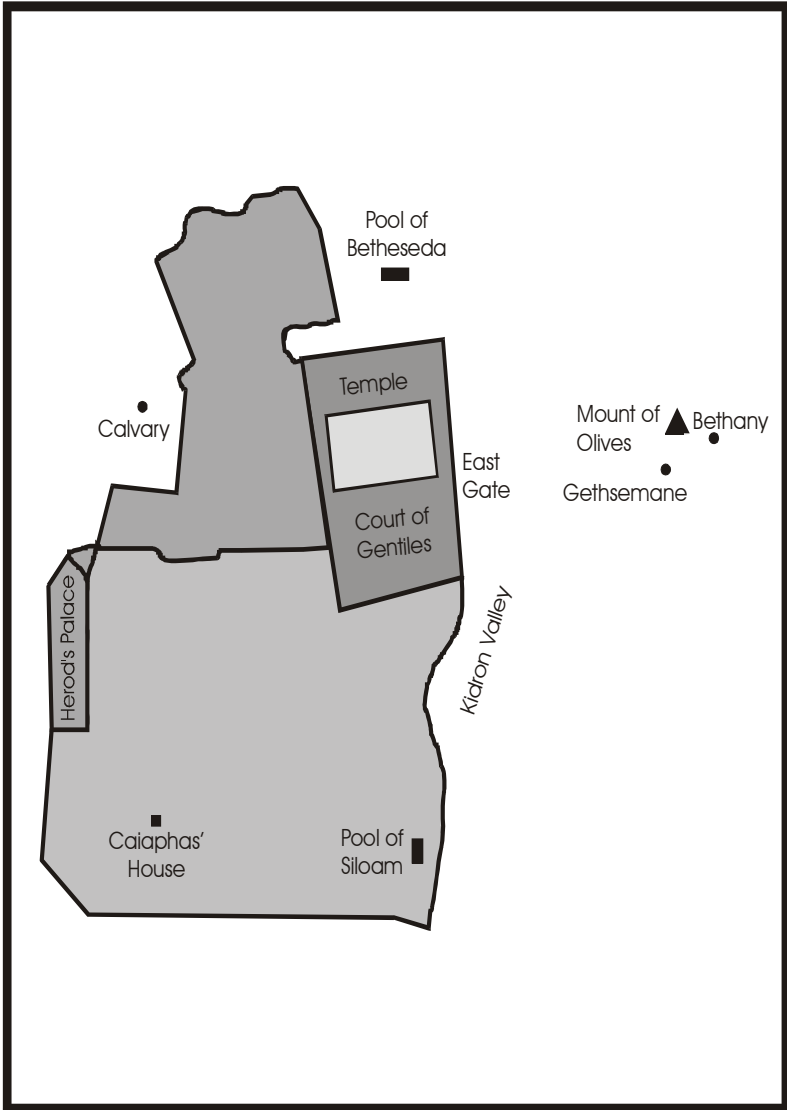 Pool of
Betheseda
Temple
Calvary
Mount of
Olives
Bethany
East
Gate
Gethsemane
Court of
Gentiles
Herod's Palace
Kidron Valley
Caiaphas'
House
Pool of
Siloam